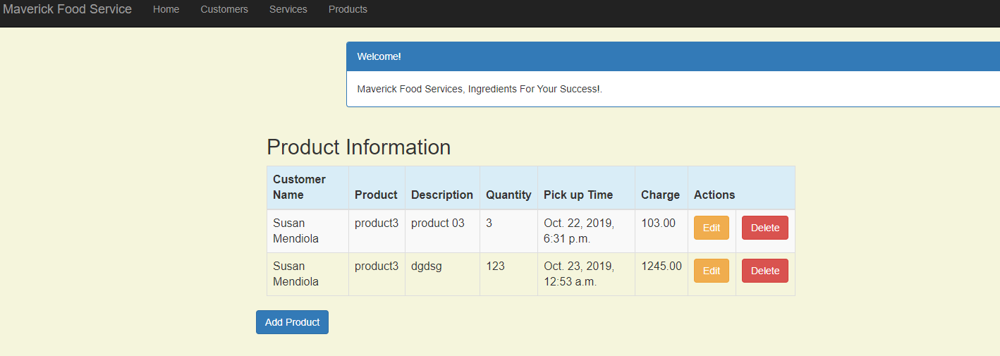 Maverick Food Service Home Customers Services Products
Welcome!
Maverick Food Services, Ingredients For Your Success!.
Product Information
Customer
Name Product Description Quantity Pick up Time Charge Actions
Susan product3 product 03 3 Oct. 22, 2019, 103.00 Edit Delete
Mendiola 6:31 p.m.
Susan product3 dgdsg 123 Oct. 23, 2019, 1245.00 Edit Delete
Mendiola 12:53 a.m.
Add Product